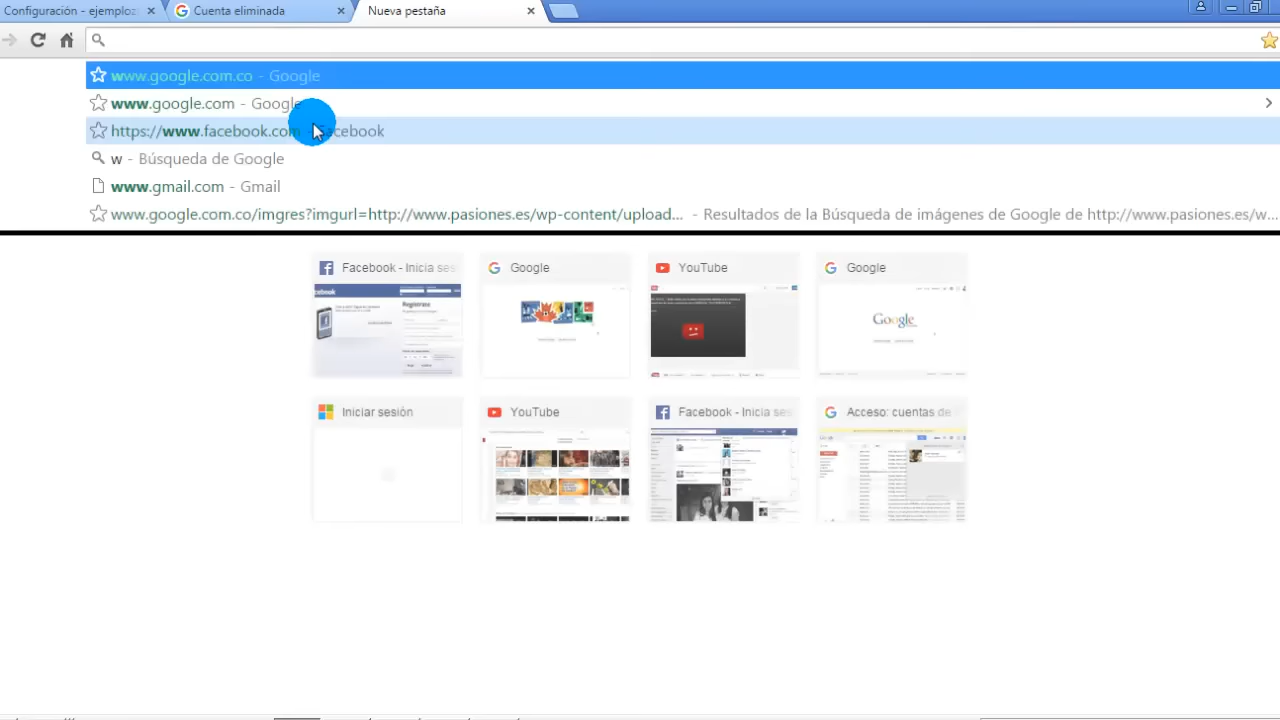 Configuración - ejemplo
Cuenta eliminada
Nueva pestaña
www.google.com.co - Google
www.google.com - Google
https://www.facebook.com - Facebook
w - Búsqueda de Google
www.gmail.com - Gmail
www.google.com.co/imgres?imgurl=http://www.pasiones.es/wp-content/upload... - Resultados de la Búsqueda de imágenes de Google de http://www.pasiones.es/w...
Facebook - Inicia ses
Google
YouTube
Google
Regístrate
Google
Iniciar sesión
YouTube
Facebook - Inicia ses
Acceso: cuentas de